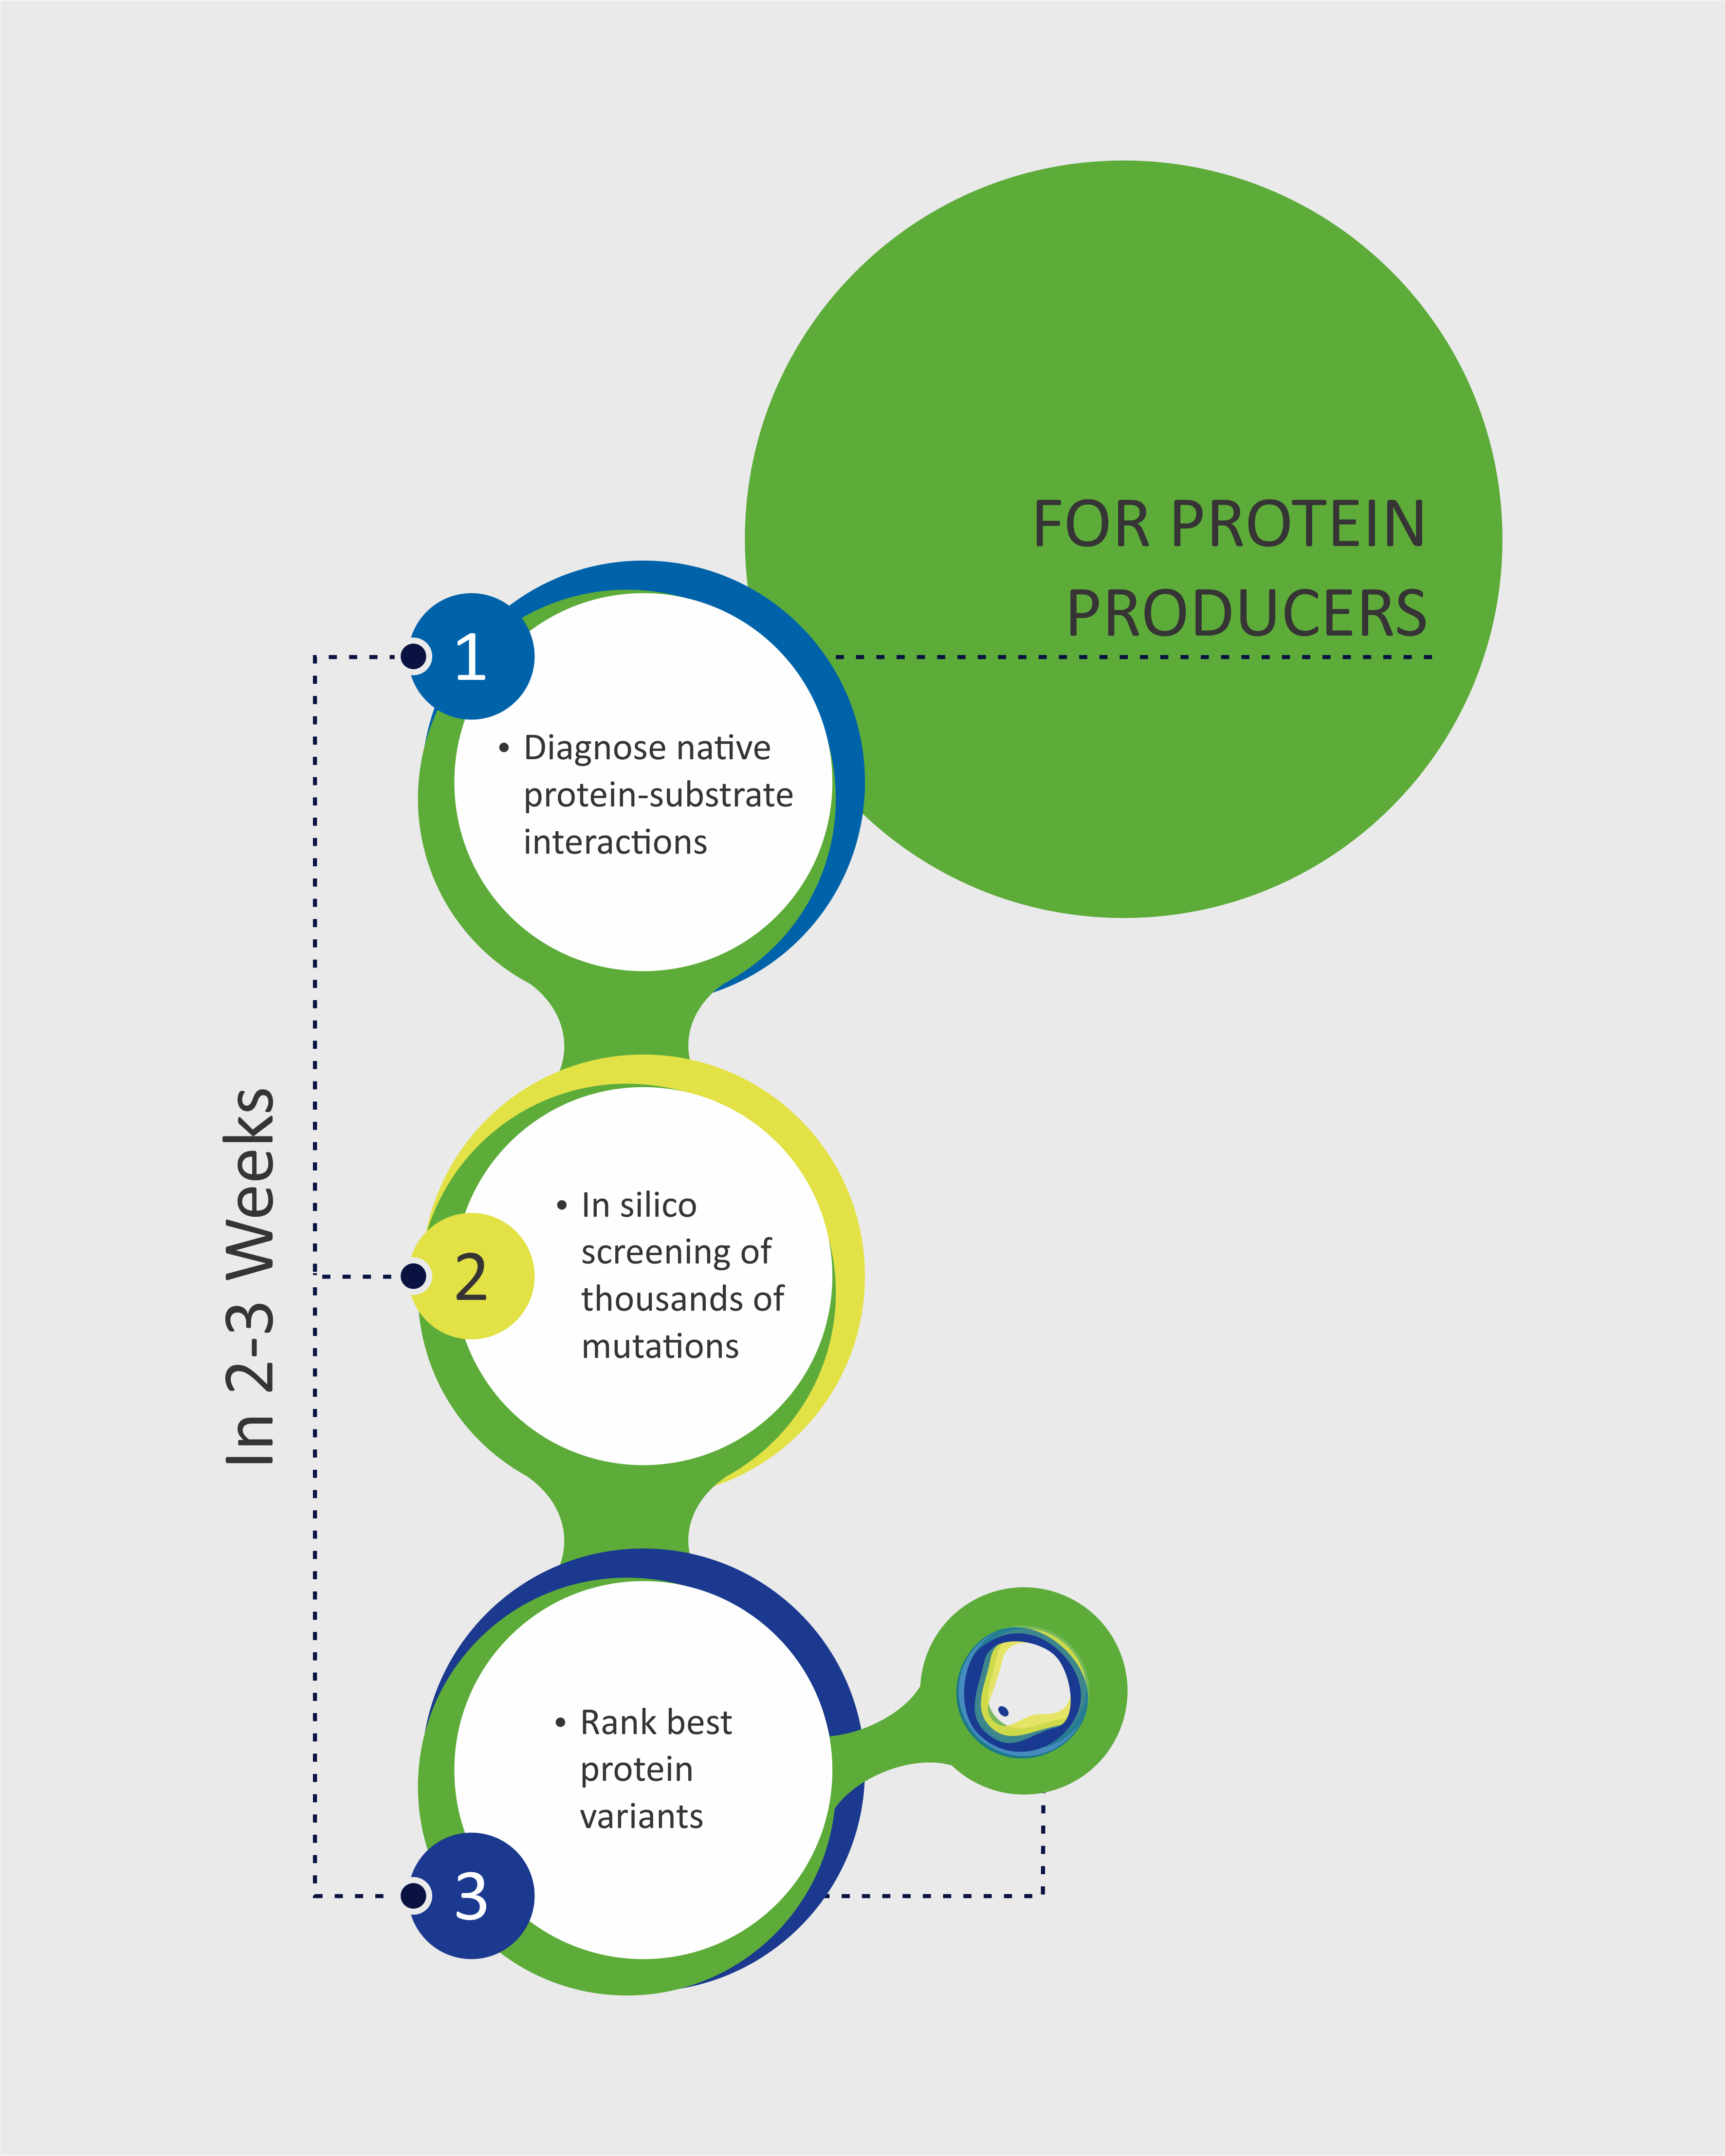 FOR PROTEIN
PRODUCERS
1
• Diagnose native
protein-substrate
interactions
In 2-3 Weeks
2
• In silico
screening of
thousands of
mutations
3
• Rank best
protein
variants